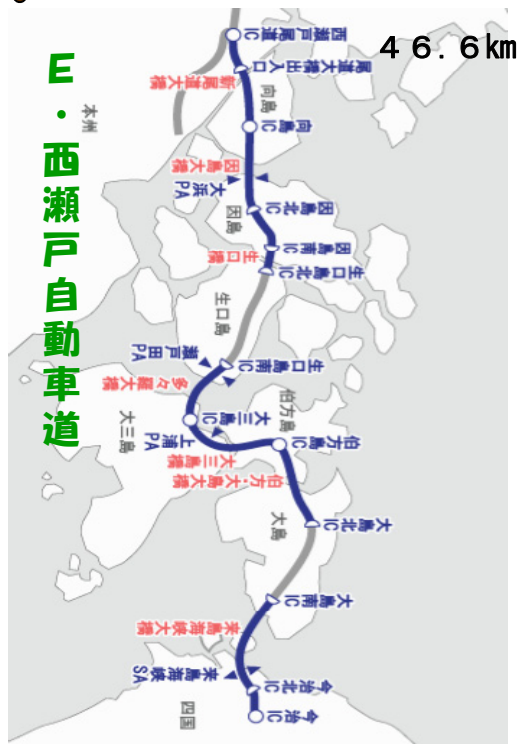 46.6km
E・西瀬戸自動車道
西瀬戸尾道IC
尾道大橋出入口
新尾道大橋
本州
向島
向島IC
因島大橋
大浜PA
因島北IC
因島
因島南IC
生口橋
生口島北IC
生口島
瀬戸田PA
生口島南IC
多々羅大橋
伯方島
大三島
大三島IC
上浦PA
伯方島IC
大三島橋
伯方・大島大橋
大島
大島北IC
大島南IC
来島海峡大橋
来島海峡SA
今治北IC
四国
今治IC